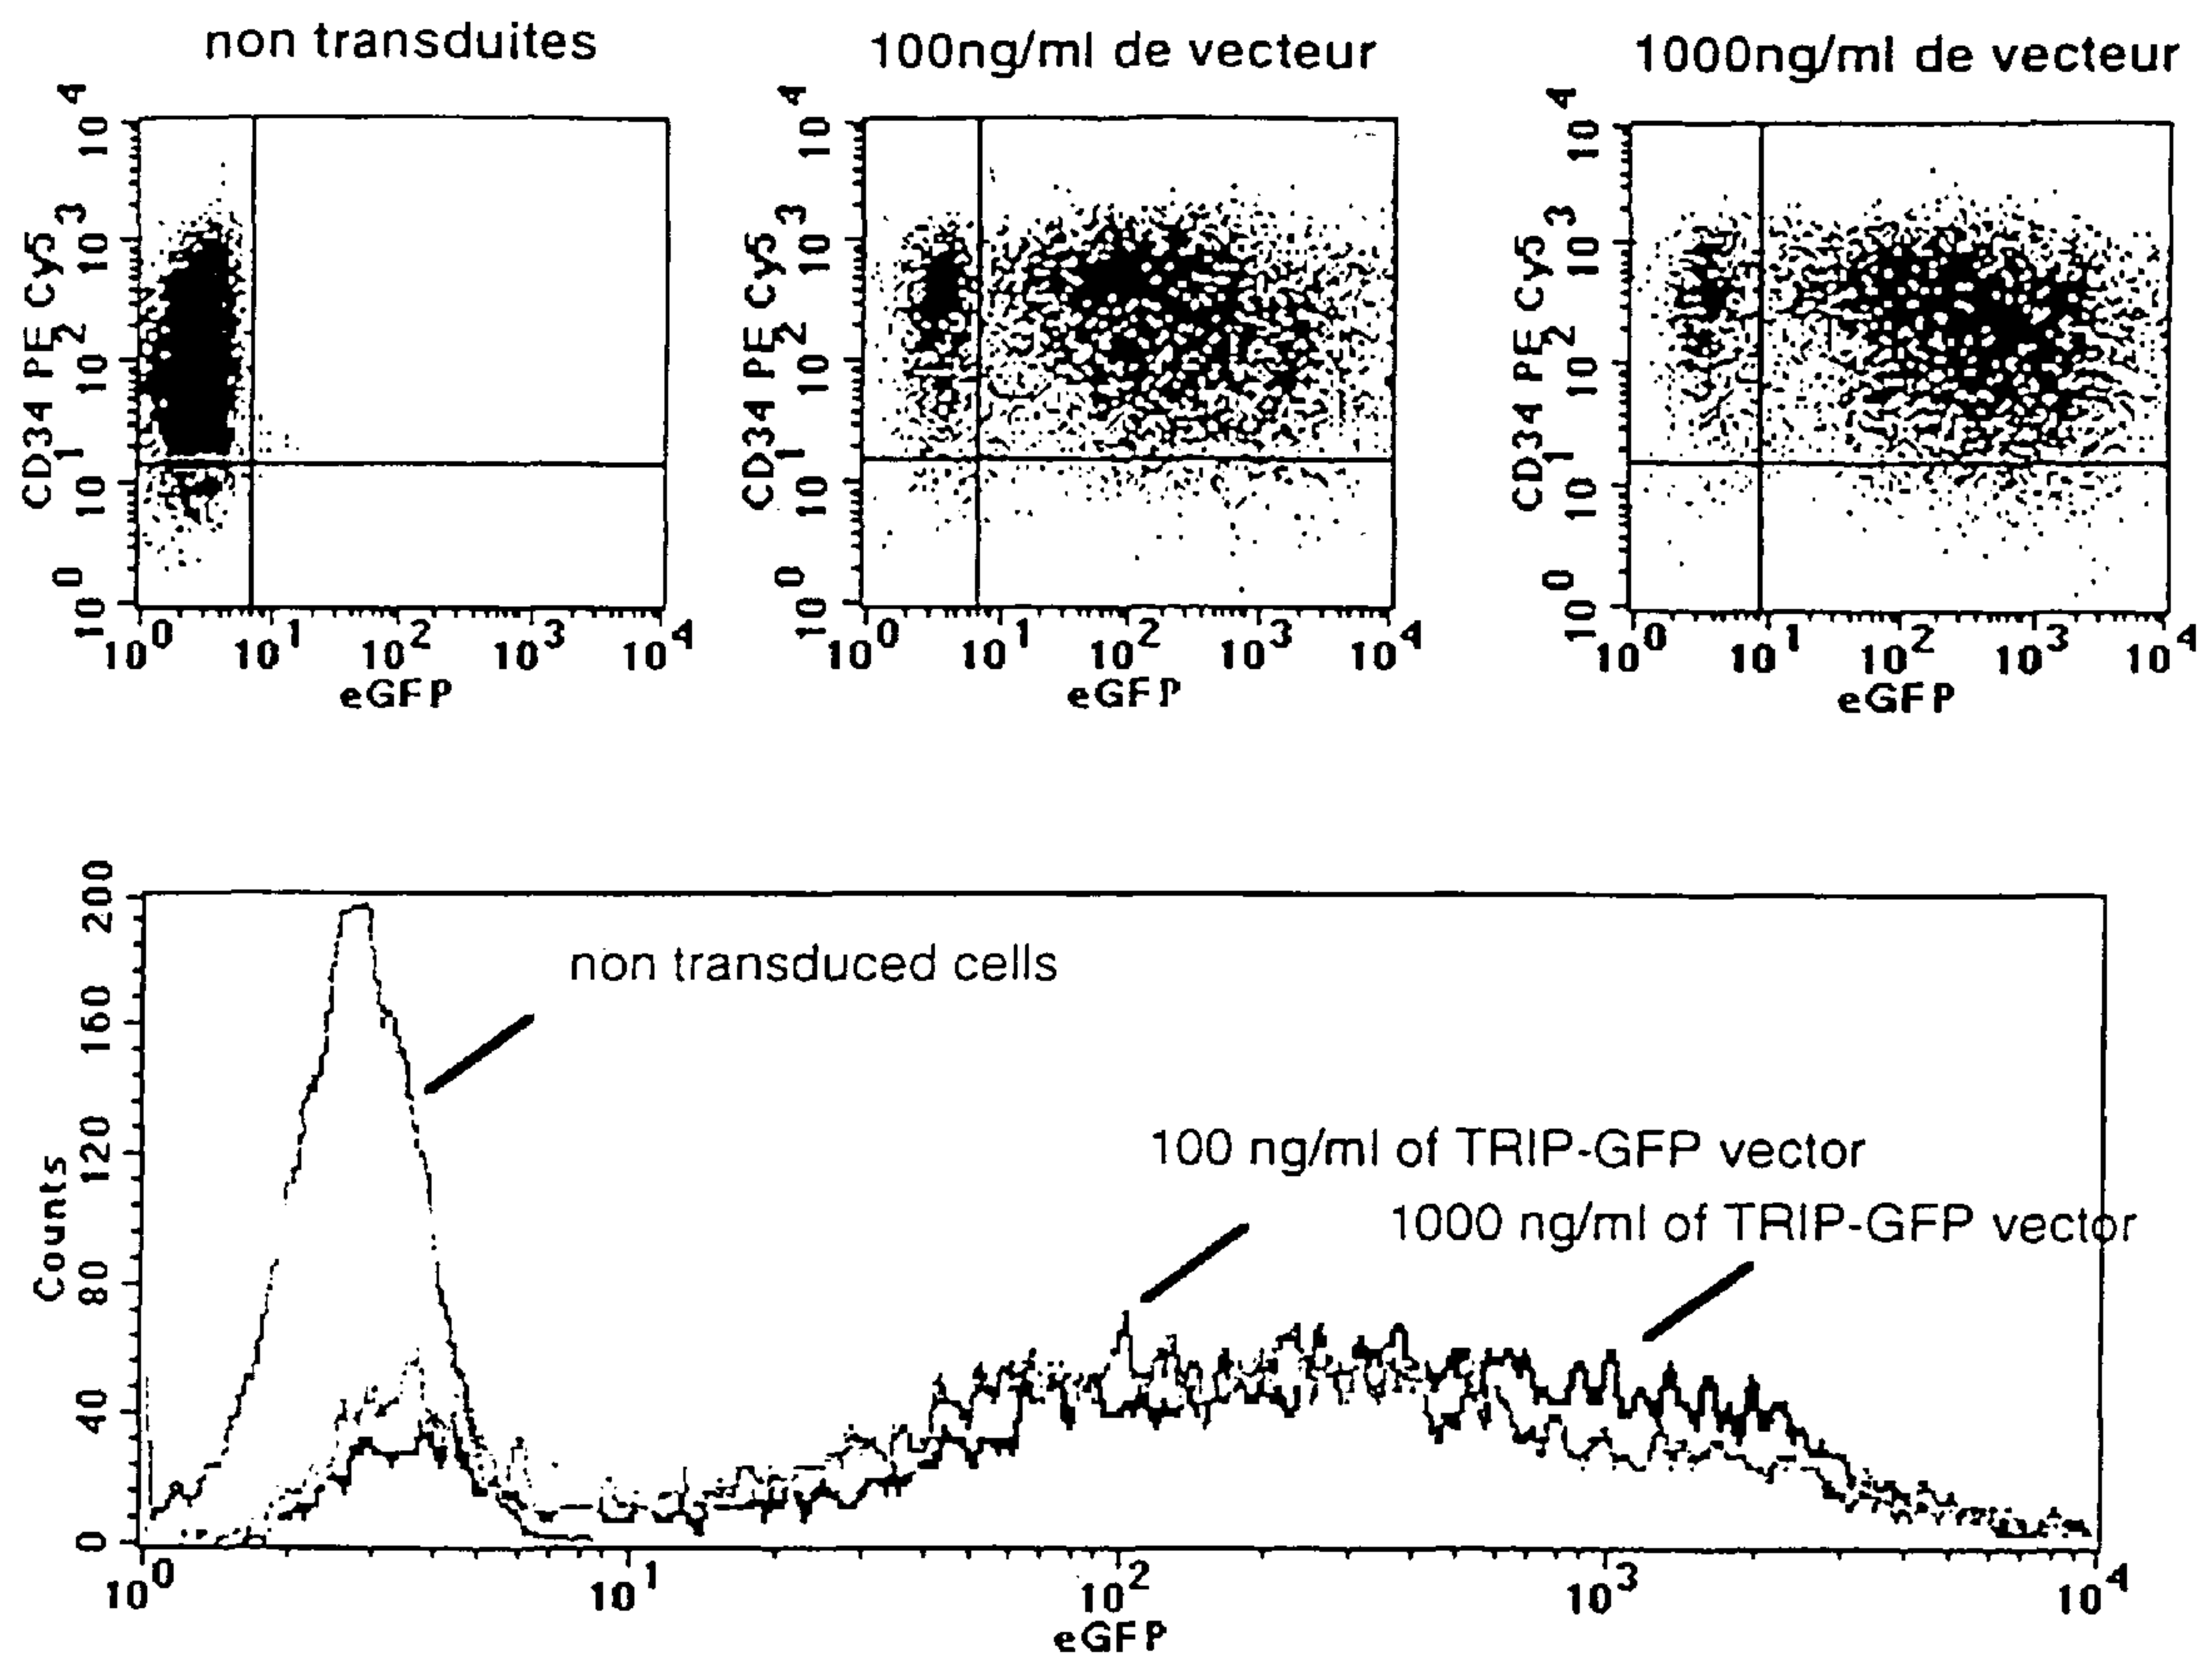 non transduites
100ng/ml de vecteur
1000ng/ml de vecteur
CD34 PE Cy5
10^0 10^1 10^2 10^3 10^4
10^0 10^1 10^2 10^3 10^4
eGFP
CD34 PE Cy5
10^0 10^1 10^2 10^3 10^4
10^0 10^1 10^2 10^3 10^4
eGFP
CD34 PE Cy5
10^0 10^1 10^2 10^3 10^4
10^0 10^1 10^2 10^3 10^4
eGFP
Counts
0 40 80 120 160 200
non transduced cells
100 ng/ml of TRIP-GFP vector
1000 ng/ml of TRIP-GFP vector
10^0 10^1 10^2 10^3 10^4
eGFP